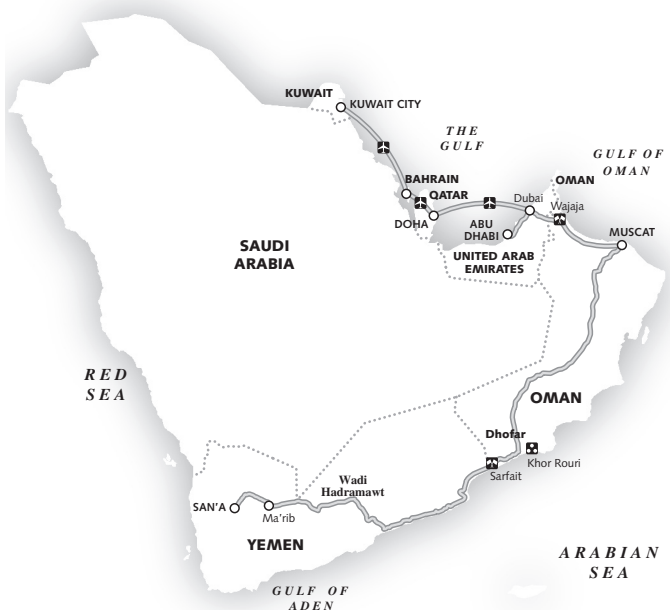 KUWAIT
KUWAIT CITY
THE
GULF
GULF OF
OMAN
BAHRAIN
QATAR
OMAN
Dubai
Wajaja
DOHA
ABU
DHABI
MUSCAT
SAUDI
ARABIA
UNITED ARAB
EMIRATES
RED
SEA
OMAN
Dhofar
Khor Rouri
Sarfait
Wadi
Hadramawt
SAN'A
Ma'rib
YEMEN
ARABIAN
SEA
GULF OF
ADEN